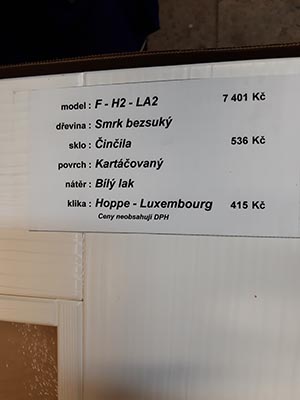 model : F - H2 - LA2 7 401 Kč
dřevina : Smrk bezsuký
sklo : Činčila 536 Kč
povrch : Kartáčovaný
nátěr : Bílý lak
klika : Hoppe - Luxembourg 415 Kč
Ceny neobsahují DPH